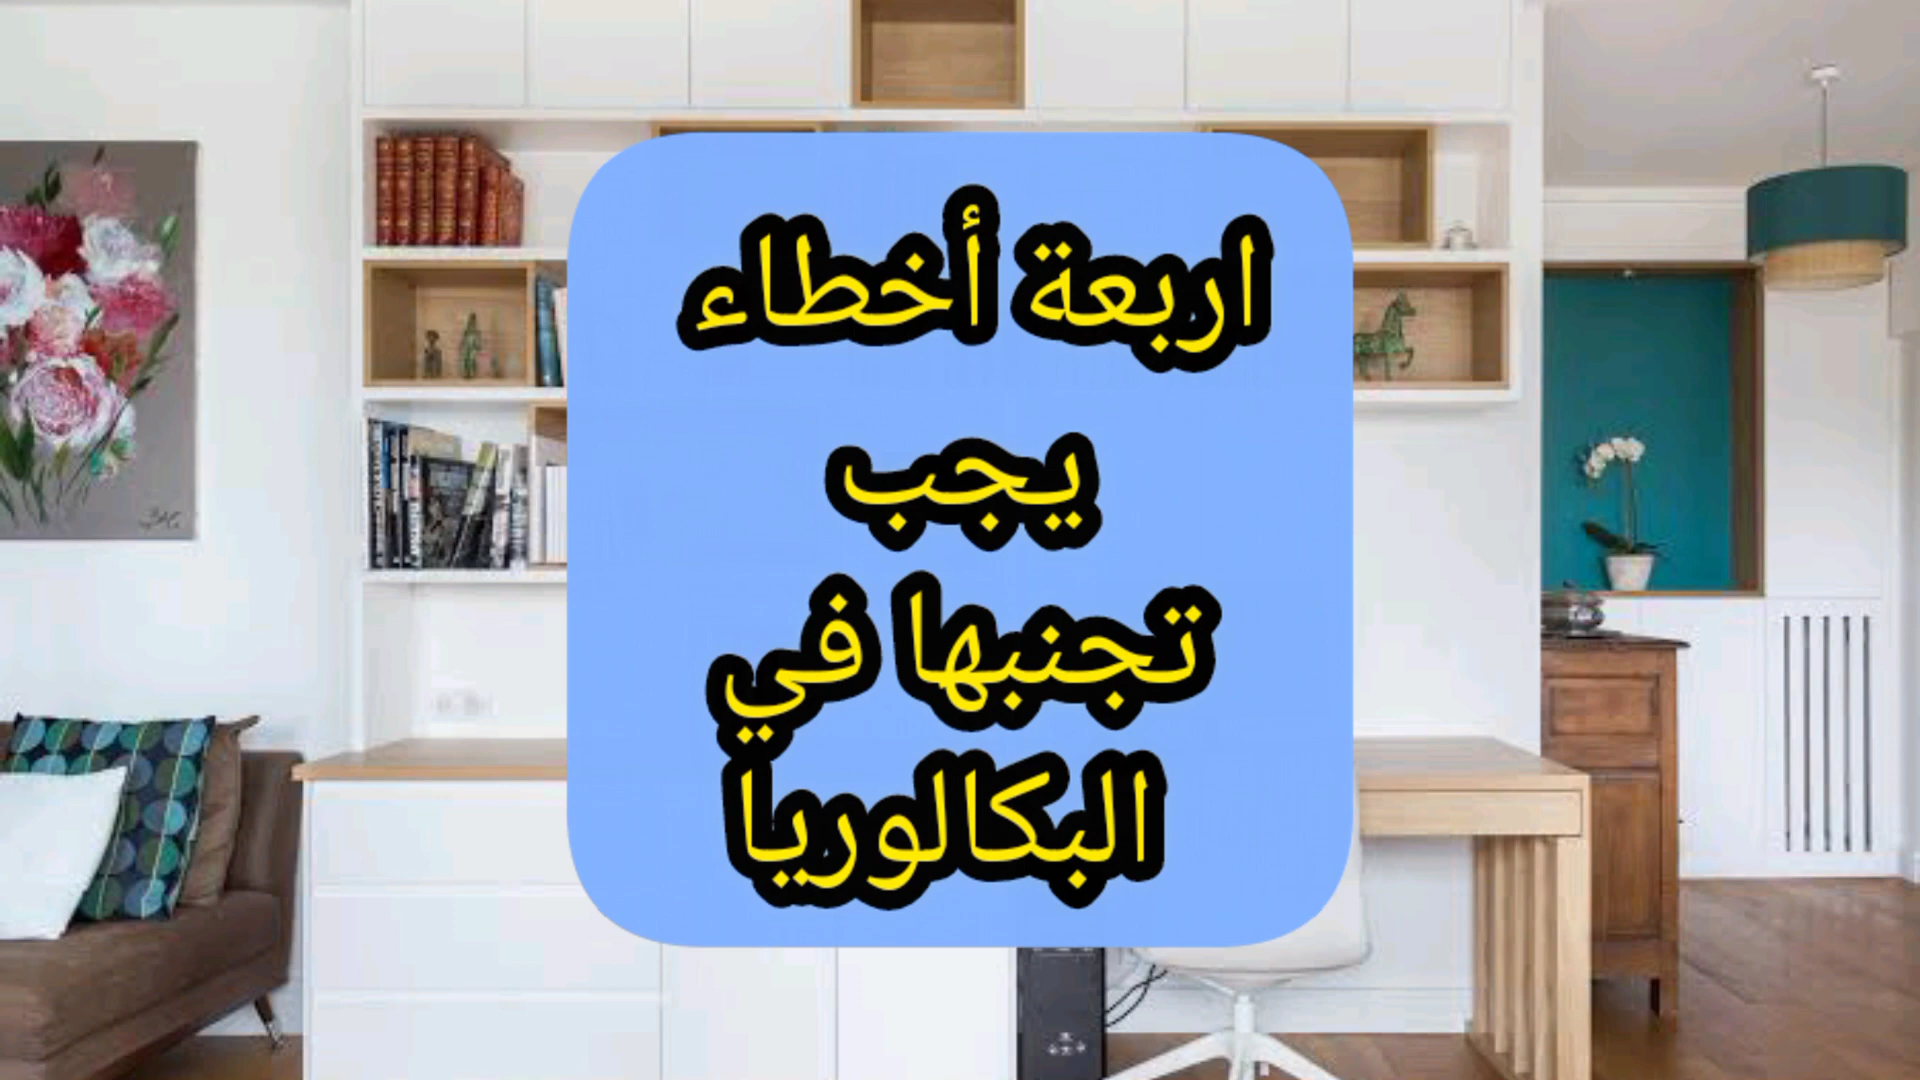 اربعة أخطاء
يجب
تجنبها في
البكالوريا